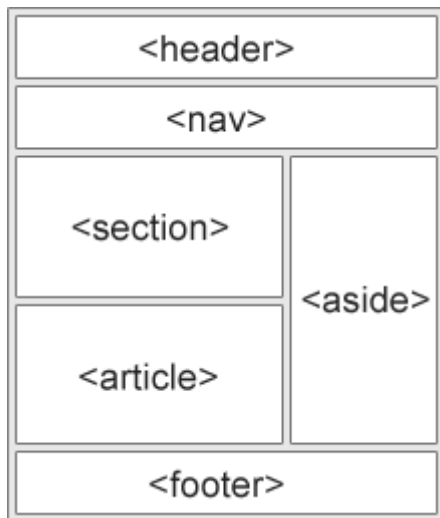 <header>
<nav>
<section>
<aside>
<article>
<footer>